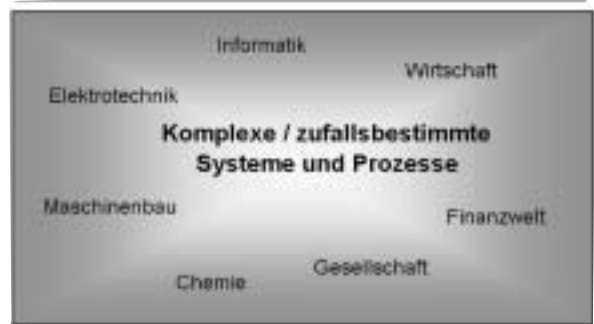 Informatik
Wirtschaft
Elektrotechnik
Komplexe / zufallsbestimmte
Systeme und Prozesse
Maschinenbau
Finanzwelt
Gesellschaft
Chemie